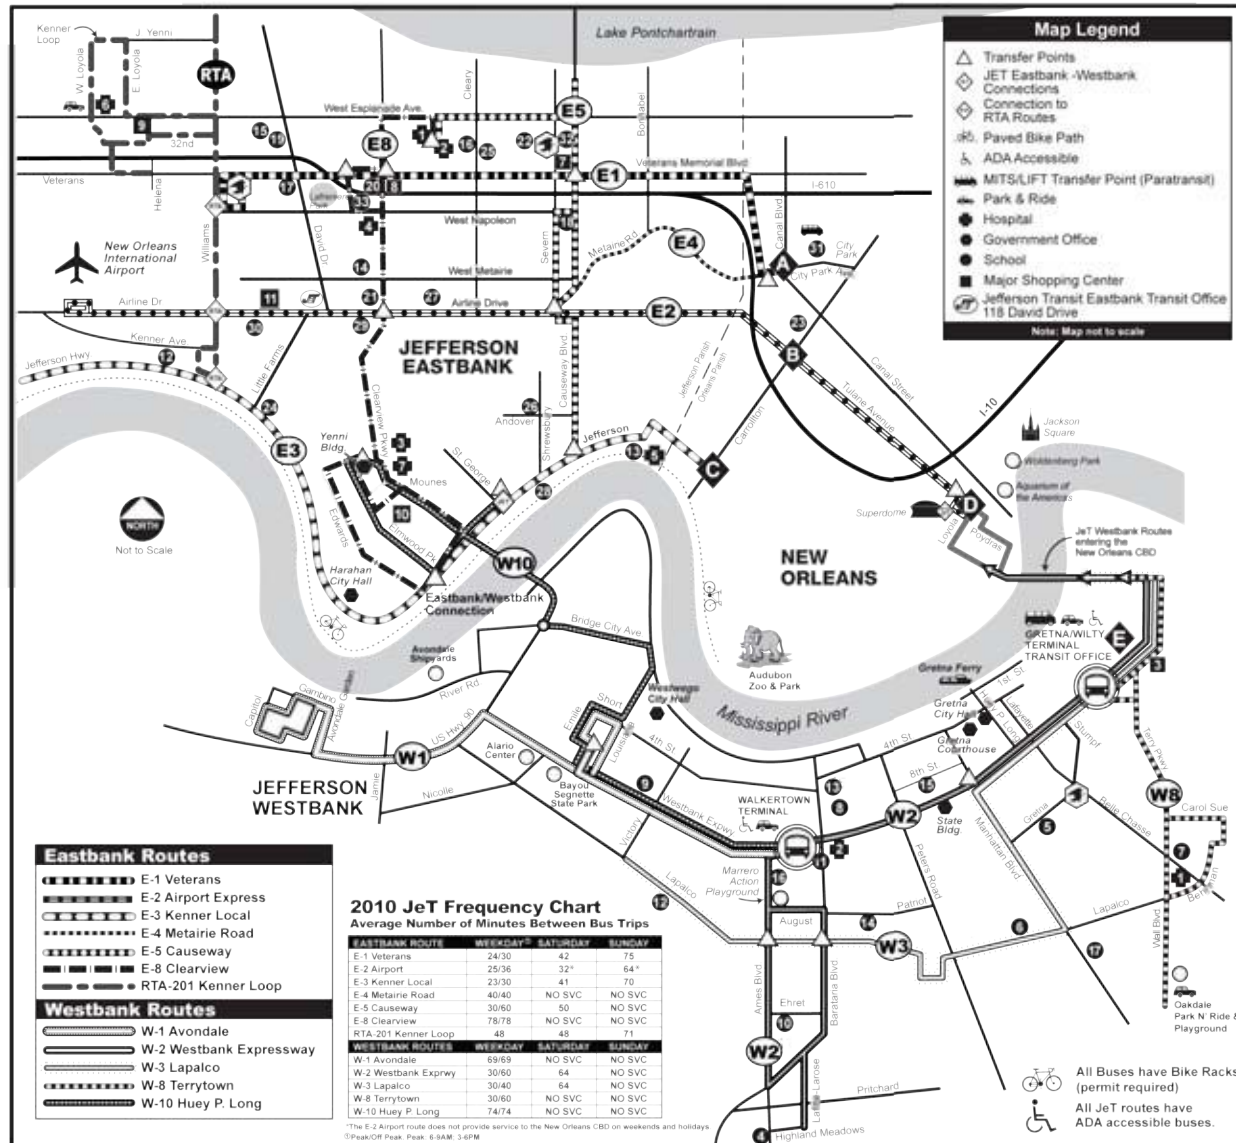 Kenner
Loop
J. Yenni
W. Loyola
E. Loyola
RTA
32nd
Veterans
Helena
Williams
Lake Pontchartrain
West Esplanade Ave.
Cleary
Bonnabel
E5
E8
E1
Veterans Memorial Blvd
I-610
West Napoleon
Severn
Metairie Rd
E4
Canal Blvd.
City
Park
City Park Ave
A
New Orleans
International
Airport
David Dr.
West Metairie
Airline Dr
Airline Drive
E2
Kenner Ave.
Jefferson Hwy
Little Farms
JEFFERSON
EASTBANK
Causeway Blvd
Jefferson Parish
Orleans Parish
B
Tulane Avenue
Canal Street
I-10
Carrollton
C
Clearview Pkwy
Andover
Shrewsbury
Jefferson
E3
Yenni
Bldg.
Mounes
St. George
Edwards
Elmwood Pk
Harahan
City Hall
Eastbank/Westbank
Connection
W10
NORTH
Not to Scale
Map Legend
Transfer Points
JET Eastbank -Westbank
Connections
Connection to
RTA Routes
Paved Bike Path
ADA Accessible
MITS/LIFT Transfer Point (Paratransit)
Park & Ride
Hospital
Government Office
School
Major Shopping Center
Jefferson Transit Eastbank Transit Office
118 David Drive
Note: Map not to scale
Jackson
Square
Woldenberg Park
Aquarium of
the Americas
Superdome
D
Loyola
Poydras
JeT Westbank Routes
entering the
New Orleans CBD
NEW
ORLEANS
Audubon
Zoo & Park
Mississippi River
GRETNA/WILTY
TERMINAL
TRANSIT OFFICE
E
Gretna Ferry
Gretna
City Hall
Gretna
Courthouse
1st St
Huey P. Long
Lafayette
Stumpf
4th St
8th St
Terry Pkwy
W8
Carol Sue
Belle Chasse
Gretna
State
Bldg.
Manhattan Blvd
Wall Blvd
Lapalco
Oakdale
Park N' Ride &
Playground
Bridge City Ave
Avondale
Shipyards
River Rd
Capitol
Gambino
Avondale Garden
US Hwy 90
W1
JEFFERSON
WESTBANK
Jamie
Nicolle
Alario
Center
Bayou
Segnette
State Park
Emile
Short
Louisiana
Westwego
City Hall
4th St
Westbank Expwy
Victory
WALKERTOWN
TERMINAL
W2
Peters Road
Marrero
Action
Playground
Lapalco
August
Patriot
W3
Ames Blvd
Barataria Blvd
Ehret
W2
Pritchard
Highland Meadows
Eastbank Routes
E-1 Veterans
E-2 Airport Express
E-3 Kenner Local
E-4 Metairie Road
E-5 Causeway
E-8 Clearview
RTA-201 Kenner Loop
Westbank Routes
W-1 Avondale
W-2 Westbank Expressway
W-3 Lapalco
W-8 Terrytown
W-10 Huey P. Long
2010 JeT Frequency Chart
Average Number of Minutes Between Bus Trips
EASTBANK ROUTE WEEKDAY① SATURDAY SUNDAY
E-1 Veterans 24/30 42 75
E-2 Airport 25/36 32* 64*
E-3 Kenner Local 23/30 41 70
E-4 Metairie Road 40/40 NO SVC NO SVC
E-5 Causeway 30/60 50 NO SVC
E-8 Clearview 78/78 NO SVC NO SVC
RTA-201 Kenner Loop 48 48 71
WESTBANK ROUTES WEEKDAY SATURDAY SUNDAY
W-1 Avondale 69/69 NO SVC NO SVC
W-2 Westbank Exprwy 30/60 64 NO SVC
W-3 Lapalco 30/40 64 NO SVC
W-8 Terrytown 30/60 NO SVC NO SVC
W-10 Huey P. Long 74/74 NO SVC NO SVC
*The E-2 Airport route does not provide service to the New Orleans CBD on weekends and holidays
①Peak/Off Peak. Peak: 6-9AM: 3-6PM
All Buses have Bike Racks
(permit required)
All JeT routes have
ADA accessible buses.